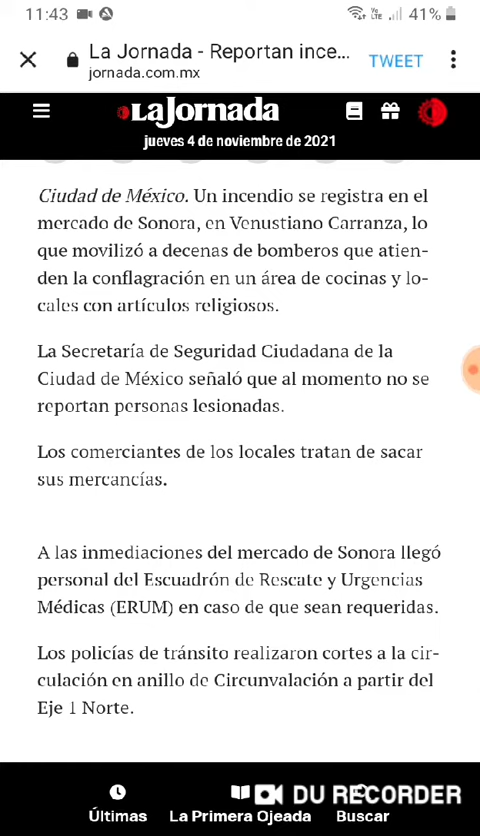 11:43 Vo LTE 41%
La Jornada - Reportan ince...
jornada.com.mx
TWEET
La Jornada
jueves 4 de noviembre de 2021
Ciudad de México. Un incendio se registra en el
mercado de Sonora, en Venustiano Carranza, lo
que movilizó a decenas de bomberos que atien-
den la conflagración en un área de cocinas y lo-
cales con artículos religiosos.
La Secretaría de Seguridad Ciudadana de la
Ciudad de México señaló que al momento no se
reportan personas lesionadas.
Los comerciantes de los locales tratan de sacar
sus mercancías.
A las inmediaciones del mercado de Sonora llegó
personal del Escuadrón de Rescate y Urgencias
Médicas (ERUM) en caso de que sean requeridas.
Los policías de tránsito realizaron cortes a la cir-
culación en anillo de Circunvalación a partir del
Eje 1 Norte.
DU RECORDER
Últimas La Primera Ojeada Buscar